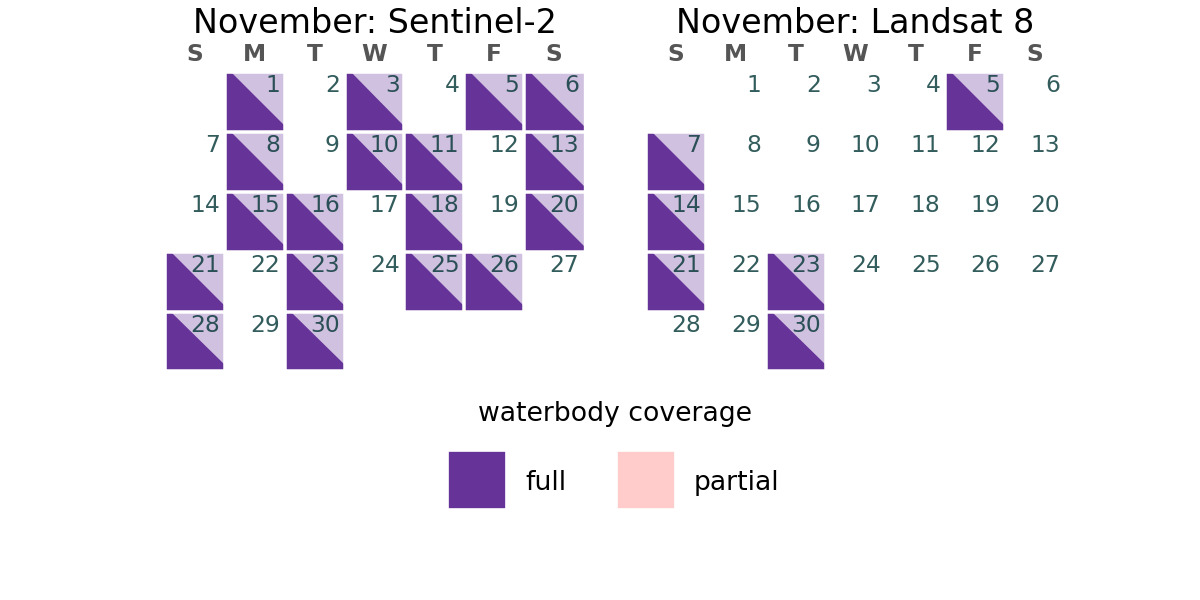 November: Sentinel-2
S M T W T F S
1 2 3 4 5 6
7 8 9 10 11 12 13
14 15 16 17 18 19 20
21 22 23 24 25 26 27
28 29 30
November: Landsat 8
S M T W T F S
1 2 3 4 5 6
7 8 9 10 11 12 13
14 15 16 17 18 19 20
21 22 23 24 25 26 27
28 29 30
waterbody coverage
full
partial